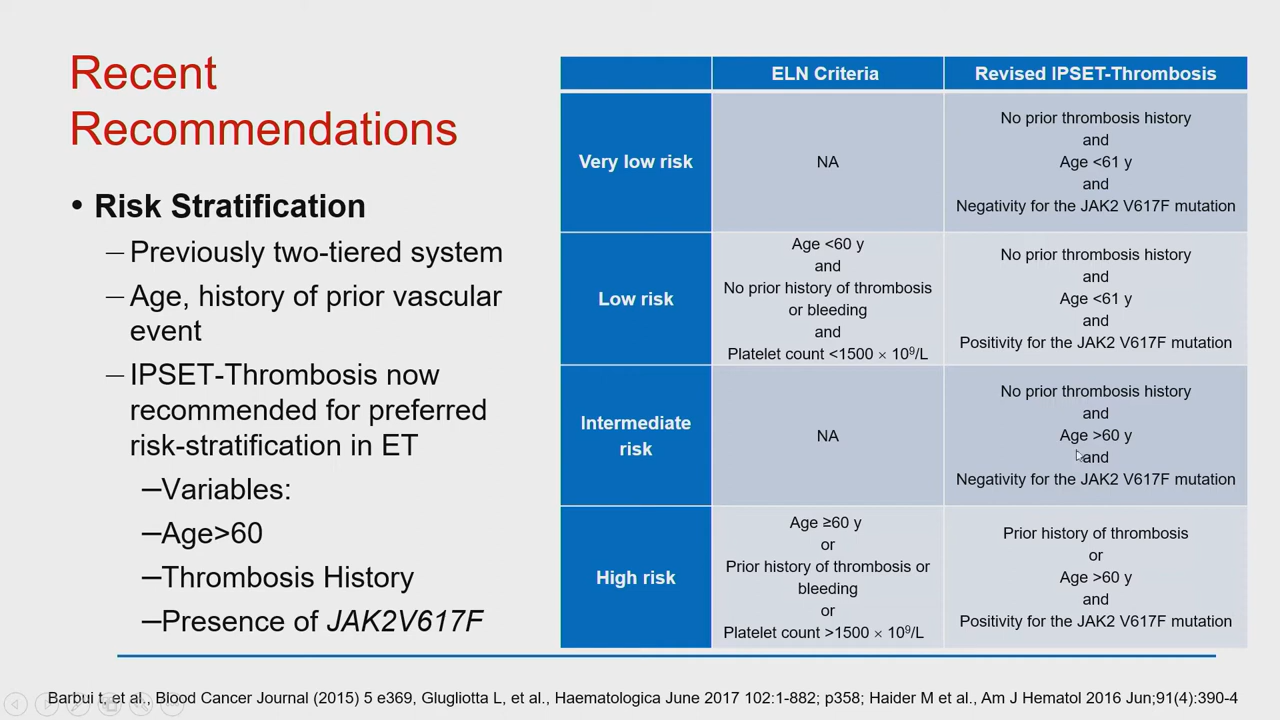 Recent
Recommendations
• Risk Stratification
– Previously two-tiered system
– Age, history of prior vascular
event
– IPSET-Thrombosis now
recommended for preferred
risk-stratification in ET
–Variables:
–Age>60
–Thrombosis History
–Presence of JAK2V617F
ELN Criteria
Revised IPSET-Thrombosis
Very low risk
NA
No prior thrombosis history
and
Age <61 y
and
Negativity for the JAK2 V617F mutation
Low risk
Age <60 y
and
No prior history of thrombosis
or bleeding
and
Platelet count <1500 × 10⁹/L
No prior thrombosis history
and
Age <61 y
and
Positivity for the JAK2 V617F mutation
Intermediate
risk
NA
No prior thrombosis history
and
Age >60 y
and
Negativity for the JAK2 V617F mutation
High risk
Age ≥60 y
or
Prior history of thrombosis or
bleeding
or
Platelet count >1500 × 10⁹/L
Prior history of thrombosis
or
Age >60 y
and
Positivity for the JAK2 V617F mutation
Barbui t, et al., Blood Cancer Journal (2015) 5 e369, Glugliotta L, et al., Haematologica June 2017 102:1-882; p358; Haider M et al., Am J Hematol 2016 Jun;91(4):390-4